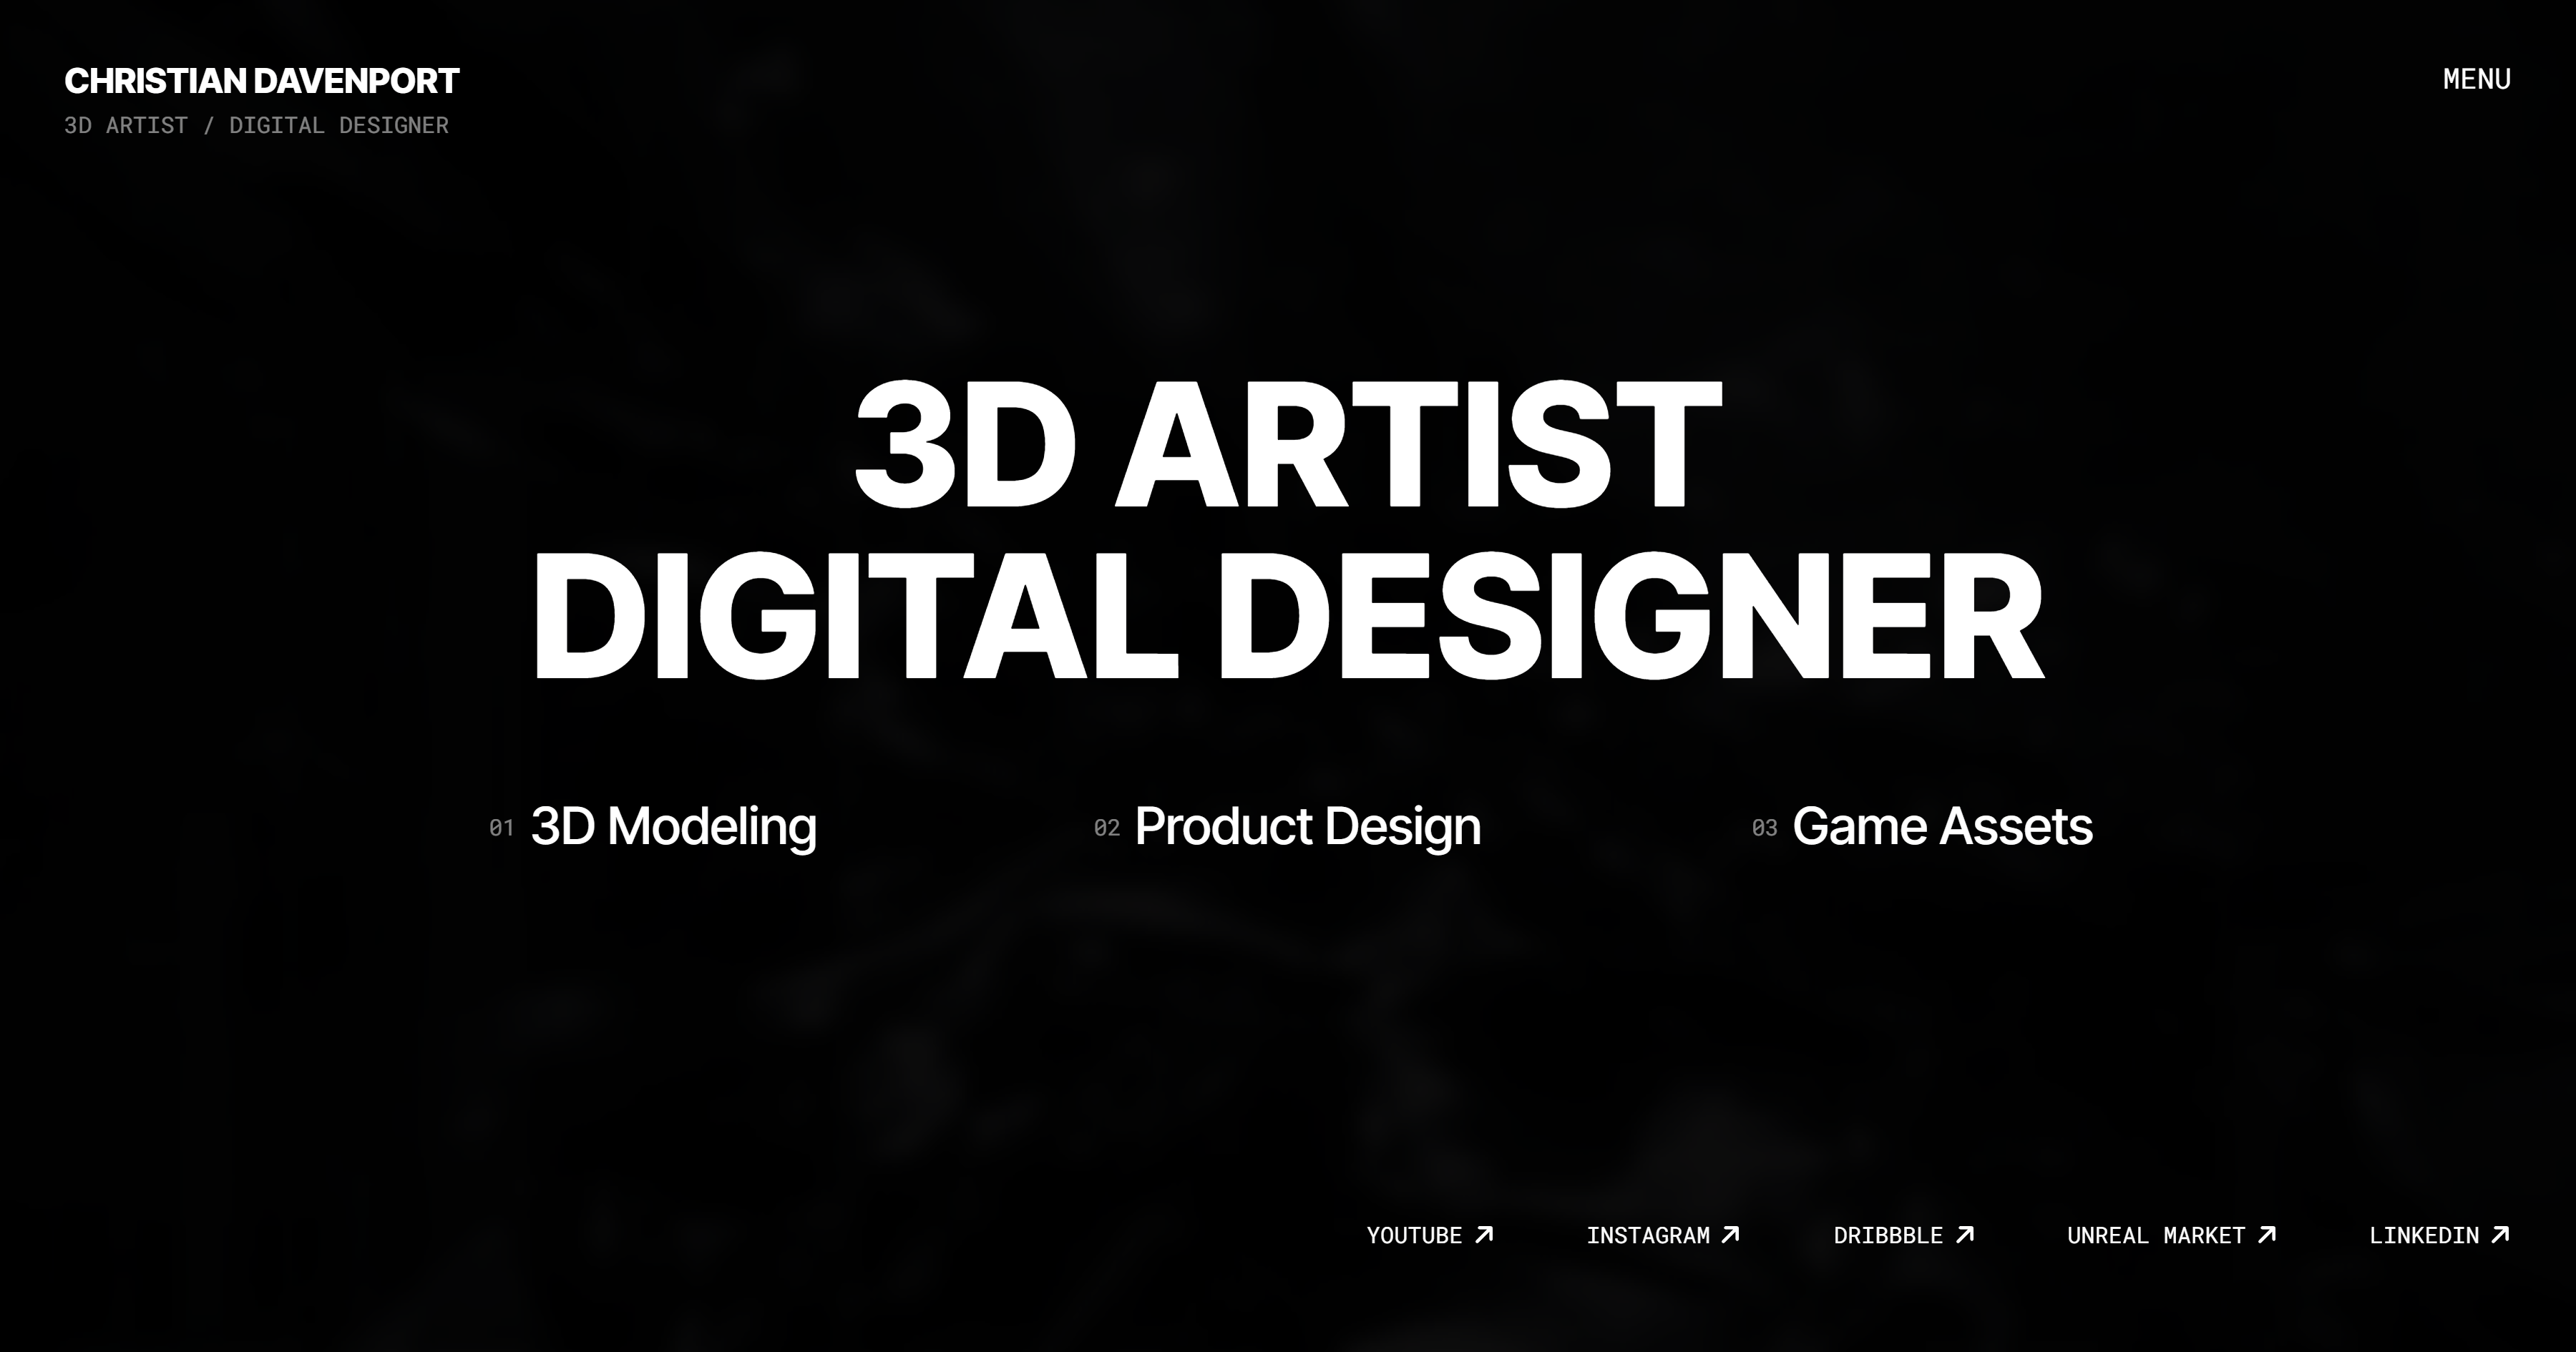 CHRISTIAN DAVENPORT
3D ARTIST / DIGITAL DESIGNER
MENU
3D ARTIST
DIGITAL DESIGNER
01 3D Modeling
02 Product Design
03 Game Assets
YOUTUBE ↗ INSTAGRAM ↗ DRIBBBLE ↗ UNREAL MARKET ↗ LINKEDIN ↗